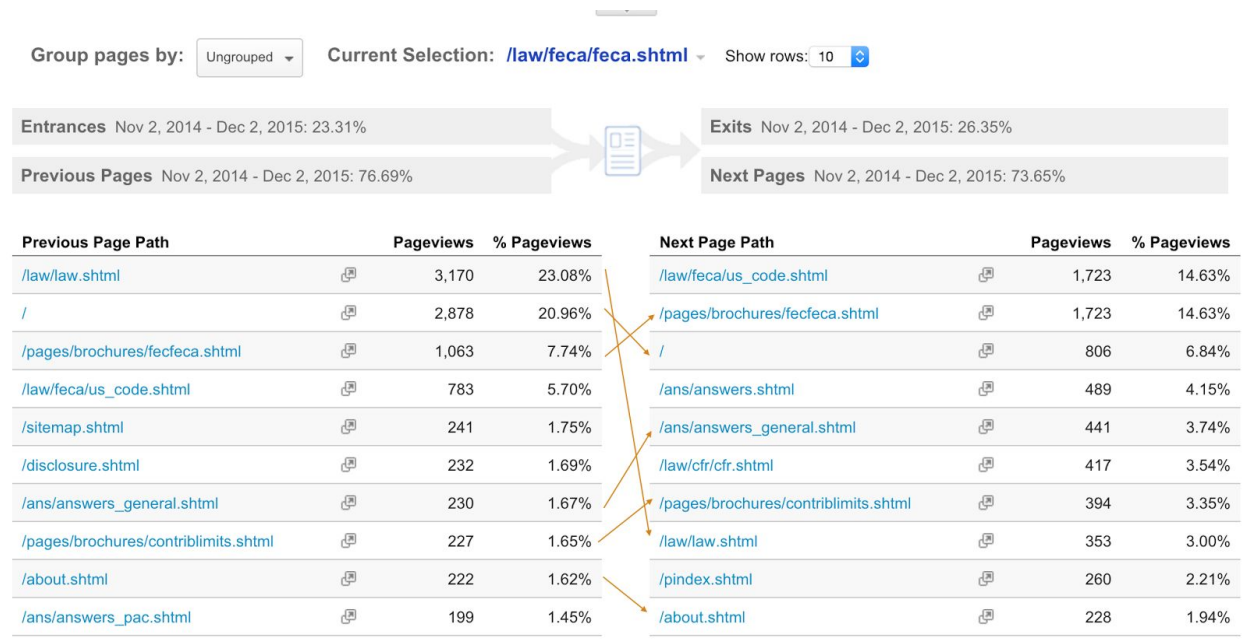 Group pages by: Ungrouped Current Selection: /law/feca/feca.shtml Show rows: 10
Entrances Nov 2, 2014 - Dec 2, 2015: 23.31%
Exits Nov 2, 2014 - Dec 2, 2015: 26.35%
Previous Pages Nov 2, 2014 - Dec 2, 2015: 76.69%
Next Pages Nov 2, 2014 - Dec 2, 2015: 73.65%
Previous Page Path Pageviews % Pageviews
/law/law.shtml 3,170 23.08%
/ 2,878 20.96%
/pages/brochures/fecfeca.shtml 1,063 7.74%
/law/feca/us_code.shtml 783 5.70%
/sitemap.shtml 241 1.75%
/disclosure.shtml 232 1.69%
/ans/answers_general.shtml 230 1.67%
/pages/brochures/contriblimits.shtml 227 1.65%
/about.shtml 222 1.62%
/ans/answers_pac.shtml 199 1.45%
Next Page Path Pageviews % Pageviews
/law/feca/us_code.shtml 1,723 14.63%
/pages/brochures/fecfeca.shtml 1,723 14.63%
/ 806 6.84%
/ans/answers.shtml 489 4.15%
/ans/answers_general.shtml 441 3.74%
/law/cfr/cfr.shtml 417 3.54%
/pages/brochures/contriblimits.shtml 394 3.35%
/law/law.shtml 353 3.00%
/pindex.shtml 260 2.21%
/about.shtml 228 1.94%